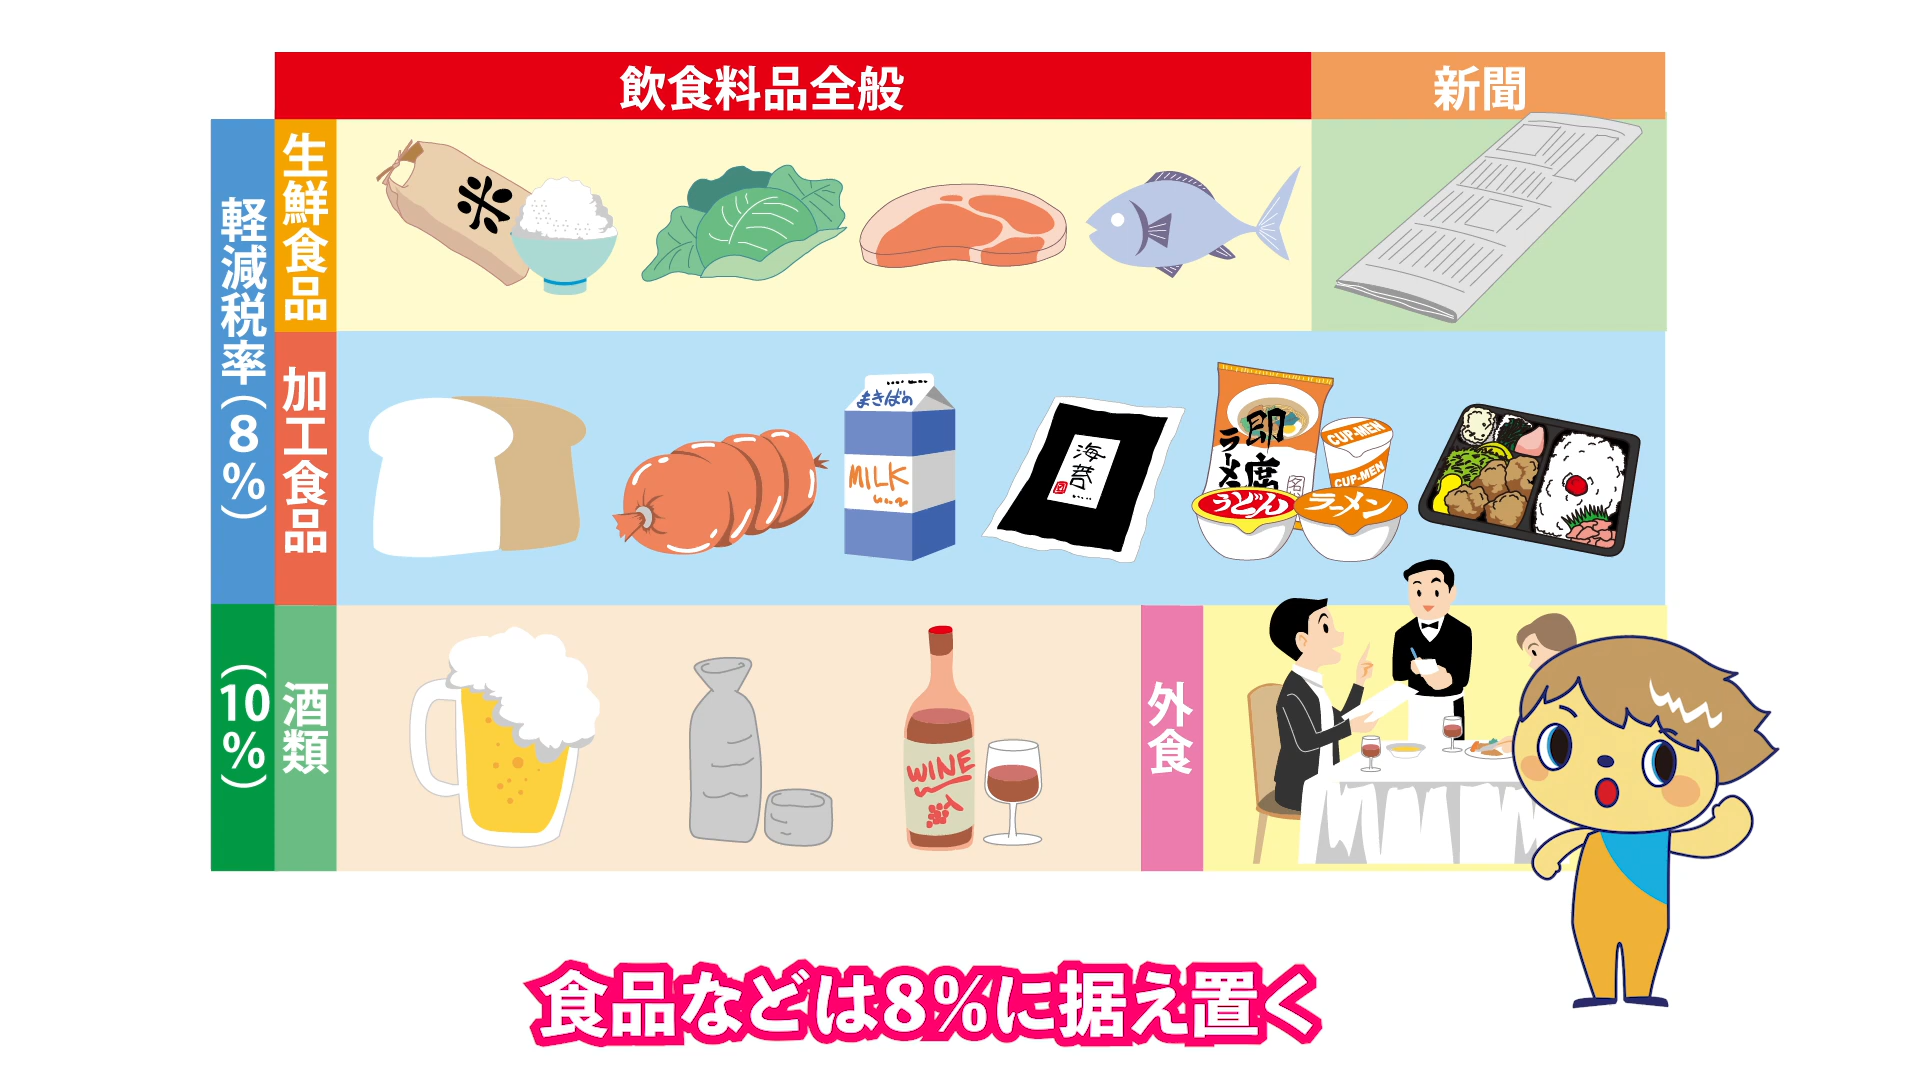 飲食料品全般
新聞
軽減税率(8%)
生鮮食品
米
加工食品
まきばの
MILK
海苔
即席
ラーメン
CUP-MEN
CUP-MEN
うどん
ラーメン
(10%)
酒類
WINE
外食
食品などは8%に据え置く